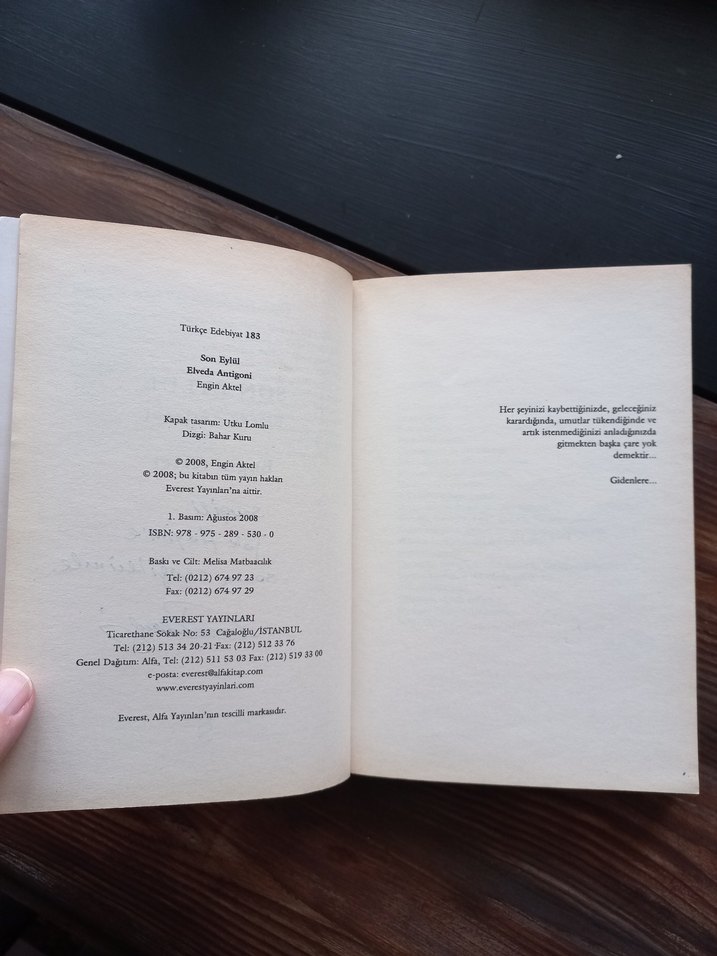 Türkçe Edebiyat 183
Son Eylül
Elveda Antigoni
Engin Aktel
Kapak tasarım: Utku Lomlu
Dizgi: Bahar Kuru
© 2008, Engin Aktel
© 2008; bu kitabın tüm yayın hakları
Everest Yayınları'na aittir.
1. Basım: Ağustos 2008
ISBN: 978 - 975 - 289 - 530 - 0
Baskı ve Cilt: Melisa Matbaacılık
Tel: (0212) 674 97 23
Fax: (0212) 674 97 29
EVEREST YAYINLARI
Ticarethane Sokak No: 53 Cağaloğlu/İSTANBUL
Tel: (212) 513 34 20-21 Fax: (212) 512 33 76
Genel Dağıtım: Alfa, Tel: (212) 511 53 03 Fax: (212) 519 33 00
e-posta: everest@alfakitap.com
www.everestyayinlari.com
Everest, Alfa Yayınları'nın tescilli markasıdır.
Her şeyinizi kaybettiğinizde, geleceğiniz
karardığında, umutlar tükendiğinde ve
artık istenmediğinizi anladığınızda
gitmekten başka çare yok
demektir...
Gidenlere...